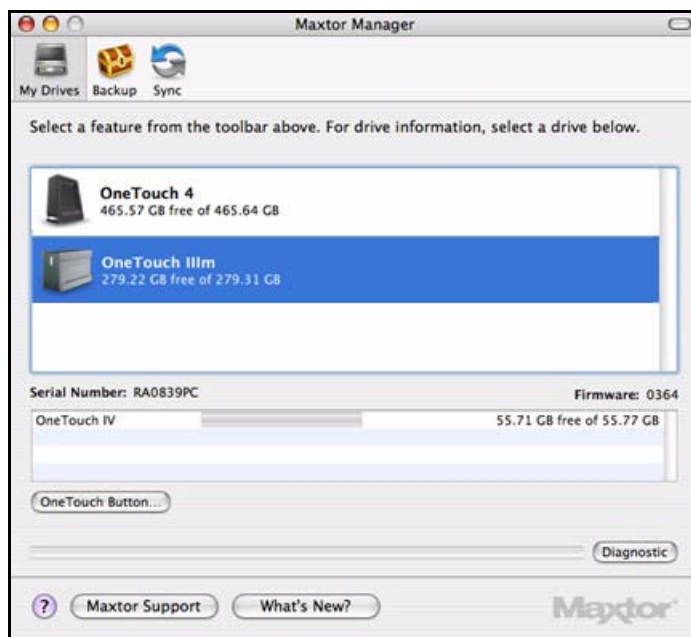 Maxtor Manager
My Drives Backup Sync
Select a feature from the toolbar above. For drive information, select a drive below.
OneTouch 4
465.57 GB free of 465.64 GB
OneTouch IIIm
279.22 GB free of 279.31 GB
Serial Number: RA0839PC Firmware: 0364
OneTouch IV 55.71 GB free of 55.77 GB
OneTouch Button...
Diagnostic
? Maxtor Support What's New? Maxtor